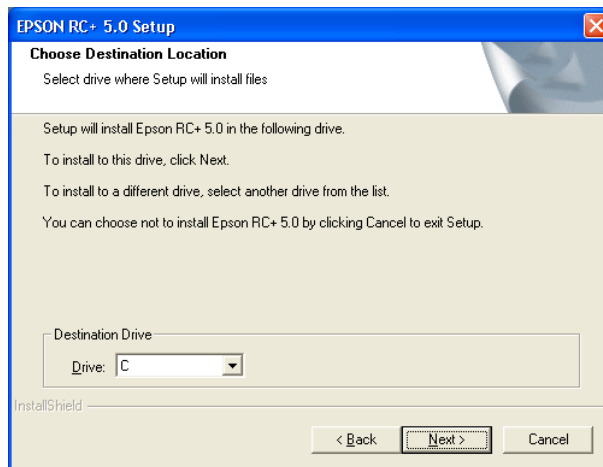 EPSON RC+ 5.0 Setup
Choose Destination Location
Select drive where Setup will install files
Setup will install Epson RC+ 5.0 in the following drive.
To install to this drive, click Next.
To install to a different drive, select another drive from the list.
You can choose not to install Epson RC+ 5.0 by clicking Cancel to exit Setup.
Destination Drive
Drive: C
InstallShield
< Back Next > Cancel